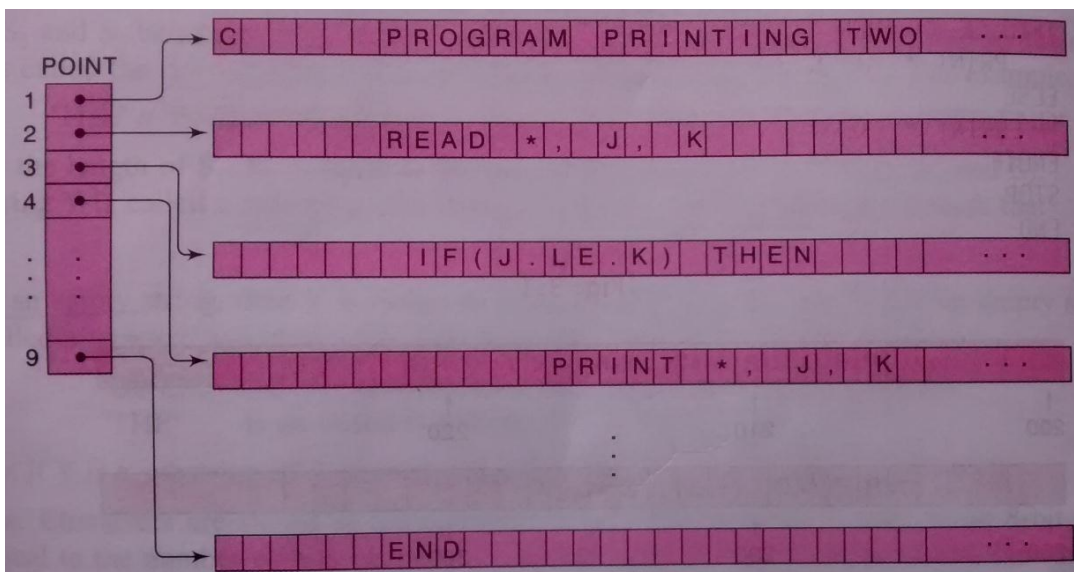 C PROGRAM PRINTING TWO ...
POINT
1
2 READ *, J, K ...
3
4
IF(J.LE.K) THEN ...
9 PRINT *, J, K ...
END ...